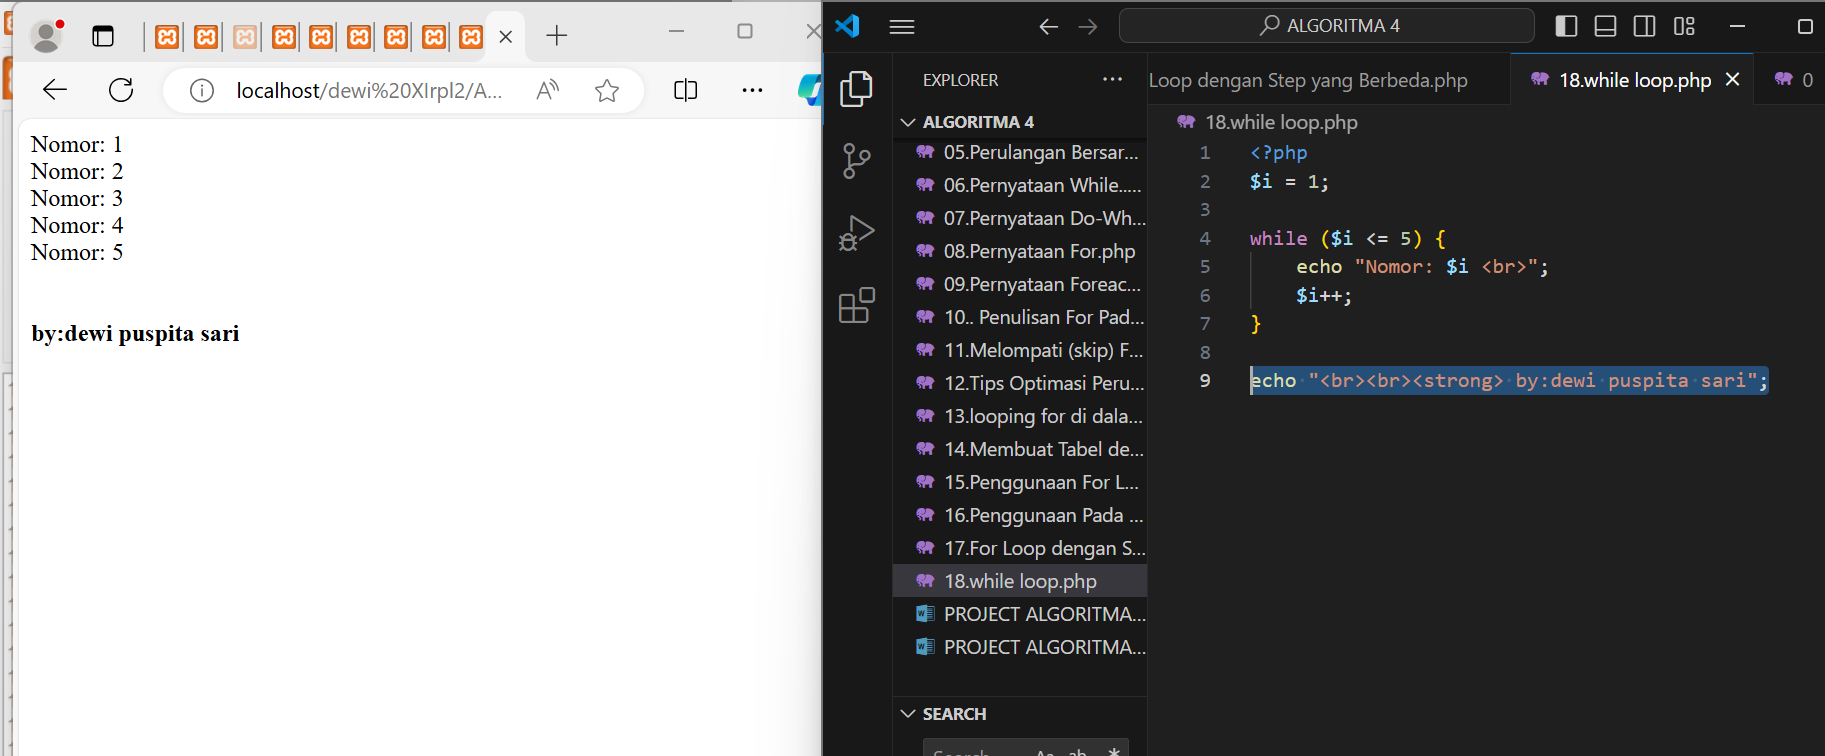 localhost/dewi%20XIrpl2/A...
Nomor: 1
Nomor: 2
Nomor: 3
Nomor: 4
Nomor: 5
by:dewi puspita sari
ALGORITMA 4
EXPLORER
ALGORITMA 4
05.Perulangan Bersar...
06.Pernyataan While.....
07.Pernyataan Do-Wh...
08.Pernyataan For.php
09.Pernyataan Foreac...
10.. Penulisan For Pad...
11.Melompati (skip) F...
12.Tips Optimasi Peru...
13.looping for di dala...
14.Membuat Tabel de...
15.Penggunaan For L...
16.Penggunaan Pada ...
17.For Loop dengan S...
18.while loop.php
PROJECT ALGORITMA...
PROJECT ALGORITMA...
SEARCH
Search
Aa ab .*
Loop dengan Step yang Berbeda.php
18.while loop.php
0
18.while loop.php
1 <?php
2 $i = 1;
3
4 while ($i <= 5) {
5 echo "Nomor: $i <br>";
6 $i++;
7 }
8
9 echo "<br><br><strong> by:dewi puspita sari";